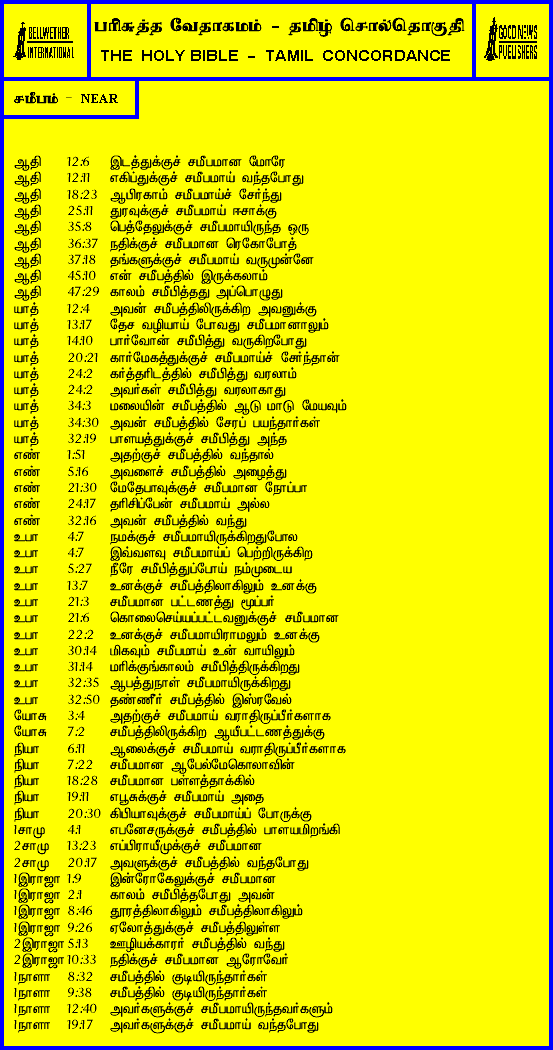 BELLWETHER
INTERNATIONAL
பரிசுத்த வேதாகமம் - தமிழ் சொல்தொகுதி
THE HOLY BIBLE - TAMIL CONCORDANCE
GOOD NEWS
PUBLISHERS
சமீபம் - NEAR
ஆதி 12:6 இடத்துக்குச் சமீபமான மோரே
ஆதி 12:11 எகிப்துக்குச் சமீபமாய் வந்தபோது
ஆதி 18:23 ஆபிரகாம் சமீபமாய்ச் சேர்ந்து
ஆதி 25:11 துரவுக்குச் சமீபமாய் ஈசாக்கு
ஆதி 35:8 பெத்தேலுக்குச் சமீபமாயிருந்த ஒரு
ஆதி 36:37 நதிக்குச் சமீபமான ரெகோபோத்
ஆதி 37:18 தங்களுக்குச் சமீபமாய் வருமுன்னே
ஆதி 45:10 என் சமீபத்தில் இருக்கலாம்
ஆதி 47:29 காலம் சமீபித்தது அப்பொழுது
யாத் 12:4 அவன் சமீபத்திலிருக்கிற அவனுக்கு
யாத் 13:17 தேச வழியாய் போவது சமீபமானாலும்
யாத் 14:10 பார்வோன் சமீபித்து வருகிறபோது
யாத் 20:21 கார்மேகத்துக்குச் சமீபமாய்ச் சேர்ந்தான்
யாத் 24:2 கர்த்தரிடத்தில் சமீபித்து வரலாம்
யாத் 24:2 அவர்கள் சமீபித்து வரலாகாது
யாத் 34:3 மலையின் சமீபத்தில் ஆடு மாடு மேயவும்
யாத் 34:30 அவன் சமீபத்தில் சேரப் பயந்தார்கள்
யாத் 32:19 பாளயத்துக்குச் சமீபித்து அந்த
எண் 1:51 அதற்குச் சமீபத்தில் வந்தால்
எண் 5:16 அவளைச் சமீபத்தில் அழைத்து
எண் 21:30 மேதேபாவுக்குச் சமீபமான நோப்பா
எண் 24:17 தரிசிப்பேன் சமீபமாய் அல்ல
எண் 32:16 அவன் சமீபத்தில் வந்து
உபா 4:7 நமக்குச் சமீபமாயிருக்கிறதுபோல
உபா 4:7 இவ்வளவு சமீபமாய்ப் பெற்றிருக்கிற
உபா 5:27 நீரே சமீபித்துப்போய் நம்முடைய
உபா 13:7 உனக்குச் சமீபத்திலாகிலும் உனக்கு
உபா 21:3 சமீபமான பட்டணத்து மூப்பர்
உபா 21:6 கொலைசெய்யப்பட்டவனுக்குச் சமீபமான
உபா 22:2 உனக்குச் சமீபமாயிராமலும் உனக்கு
உபா 30:14 மிகவும் சமீபமாய் உன் வாயிலும்
உபா 31:14 மரிக்குங்காலம் சமீபித்திருக்கிறது
உபா 32:35 ஆபத்துநாள் சமீபமாயிருக்கிறது
உபா 32:50 தண்ணீர் சமீபத்தில் இஸ்ரவேல்
யோசு 3:4 அதற்குச் சமீபமாய் வராதிருப்பீர்களாக
யோசு 7:2 சமீபத்திலிருக்கிற ஆயீபட்டணத்துக்கு
நியா 6:11 ஆலைக்குச் சமீபமாய் வராதிருப்பீர்களாக
நியா 7:22 சமீபமான ஆபேல்மேகொலாவின்
நியா 18:28 சமீபமான பள்ளத்தாக்கில்
நியா 19:11 எபூசுக்குச் சமீபமாய் அதை
நியா 20:30 கிபியாவுக்குச் சமீபமாய்ப் போருக்கு
1சாமு 4:1 எபனேசருக்குச் சமீபத்தில் பாளயமிறங்கி
2சாமு 13:23 எப்பிராயீமுக்குச் சமீபமான
2சாமு 20:17 அவளுக்குச் சமீபத்தில் வந்தபோது
1இராஜா 1:9 இன்ரோகேலுக்குச் சமீபமான
1இராஜா 2:1 காலம் சமீபித்தபோது அவன்
1இராஜா 8:46 தூரத்திலாகிலும் சமீபத்திலாகிலும்
1இராஜா 9:26 ஏலோத்துக்குச் சமீபத்திலுள்ள
2இராஜா 5:13 ஊழியக்காரர் சமீபத்தில் வந்து
2இராஜா 10:33 நதிக்குச் சமீபமான ஆரோவேர்
1நாளா 8:32 சமீபத்தில் குடியிருந்தார்கள்
1நாளா 9:38 சமீபத்தில் குடியிருந்தார்கள்
1நாளா 12:40 அவர்களுக்குச் சமீபமாயிருந்தவர்களும்
1நாளா 19:17 அவர்களுக்குச் சமீபமாய் வந்தபோது